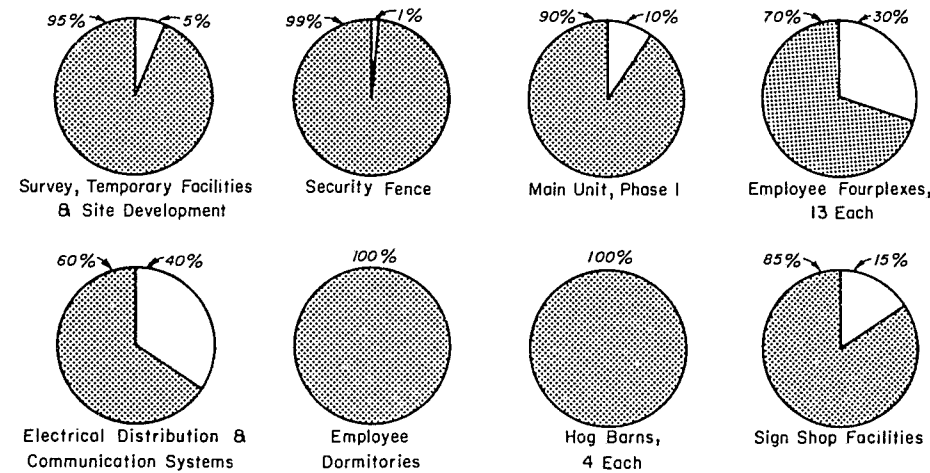 95% 5%
Survey, Temporary Facilities
& Site Development
99% 1%
Security Fence
90% 10%
Main Unit, Phase I
70% 30%
Employee Fourplexes,
13 Each
60% 40%
Electrical Distribution &
Communication Systems
100%
Employee
Dormitories
100%
Hog Barns,
4 Each
85% 15%
Sign Shop Facilities